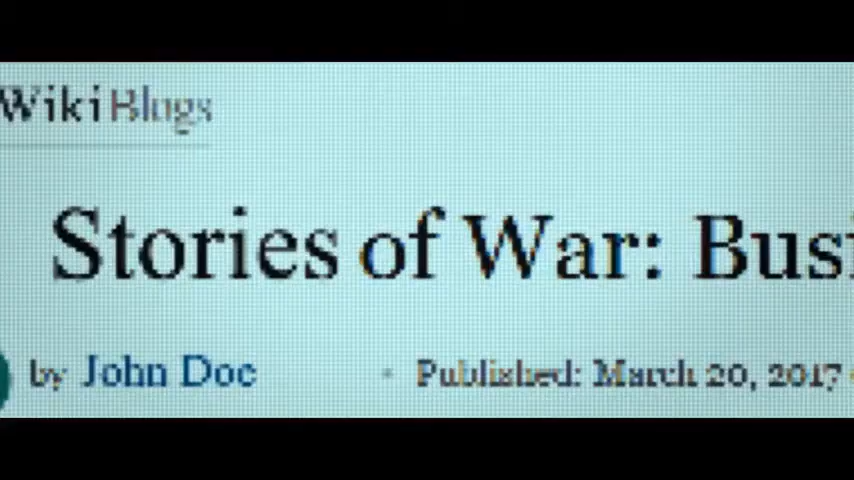 WikiBlogs
Stories of War: Busi
by John Doe
Published: March 20, 2017